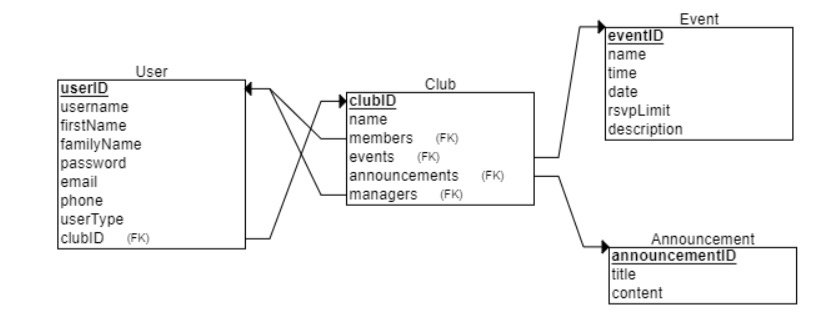 User
userID
username
firstName
familyName
password
email
phone
userType
clubID (FK)
Club
clubID
name
members (FK)
events (FK)
announcements (FK)
managers (FK)
Event
eventID
name
time
date
rsvpLimit
description
Announcement
announcementID
title
content